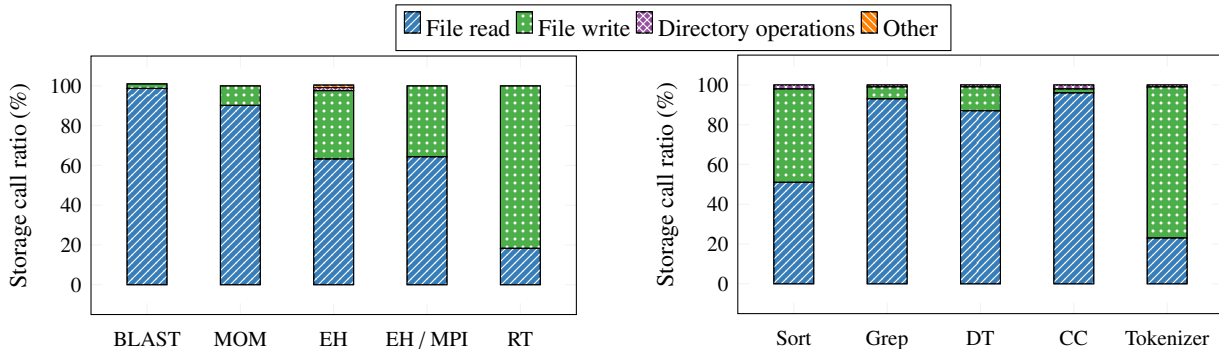 File read File write Directory operations Other
Storage call ratio (%)
100
80
60
40
20
0
BLAST MOM EH EH / MPI RT
Storage call ratio (%)
100
80
60
40
20
0
Sort Grep DT CC Tokenizer